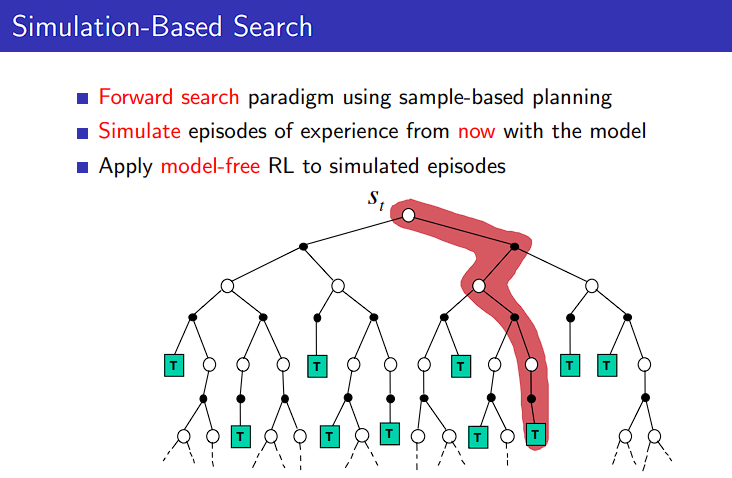 Simulation-Based Search
Forward search paradigm using sample-based planning
Simulate episodes of experience from now with the model
Apply model-free RL to simulated episodes
s_t
T T T T T
T T T T T